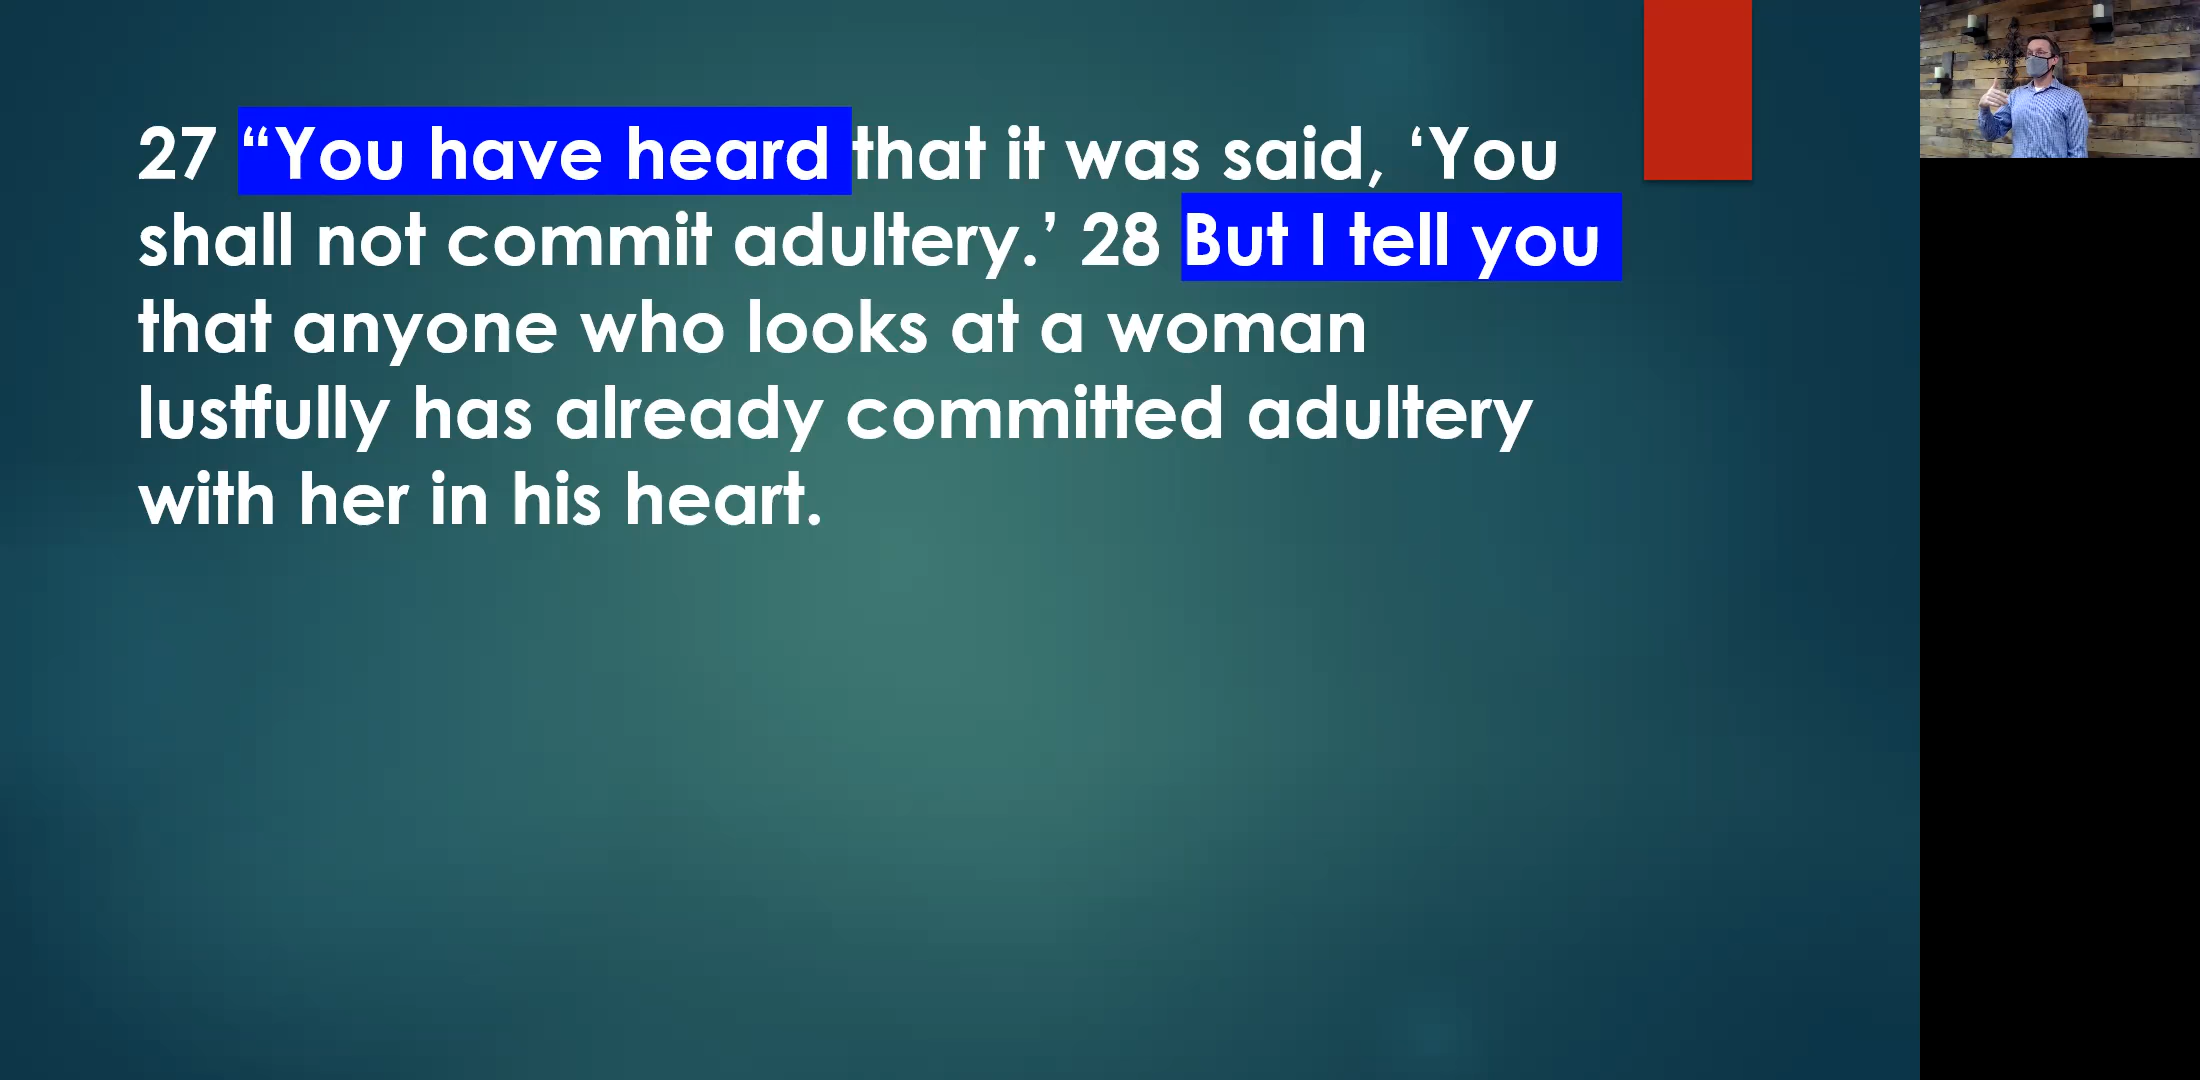 27 “You have heard that it was said, ‘You
shall not commit adultery.’ 28 But I tell you
that anyone who looks at a woman
lustfully has already committed adultery
with her in his heart.